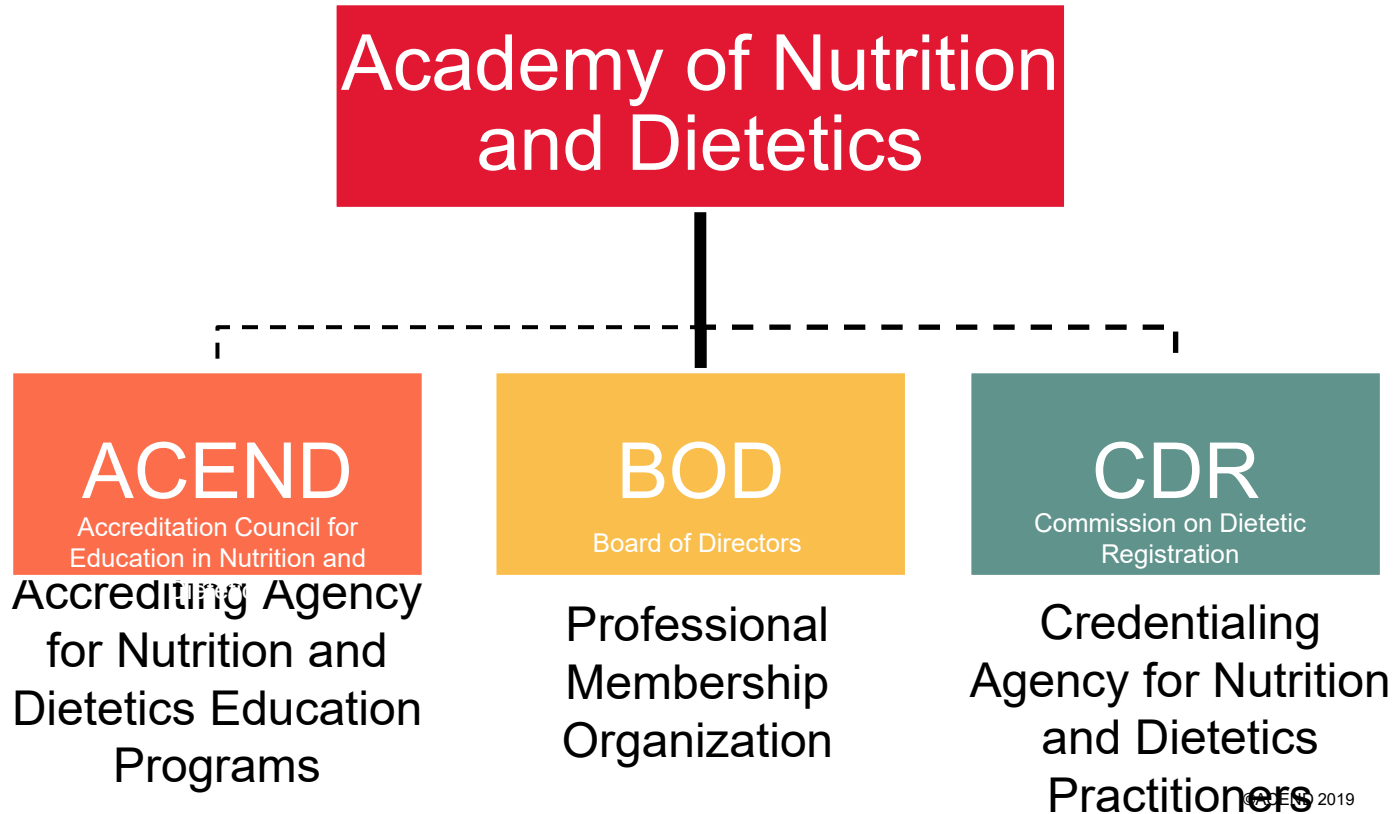 Academy of Nutrition
and Dietetics
ACEND
Accreditation Council for
Education in Nutrition and
Dietetics
Accrediting Agency
for Nutrition and
Dietetics Education
Programs
BOD
Board of Directors
Professional
Membership
Organization
CDR
Commission on Dietetic
Registration
Credentialing
Agency for Nutrition
and Dietetics
Practitioners
©ACEND 2019